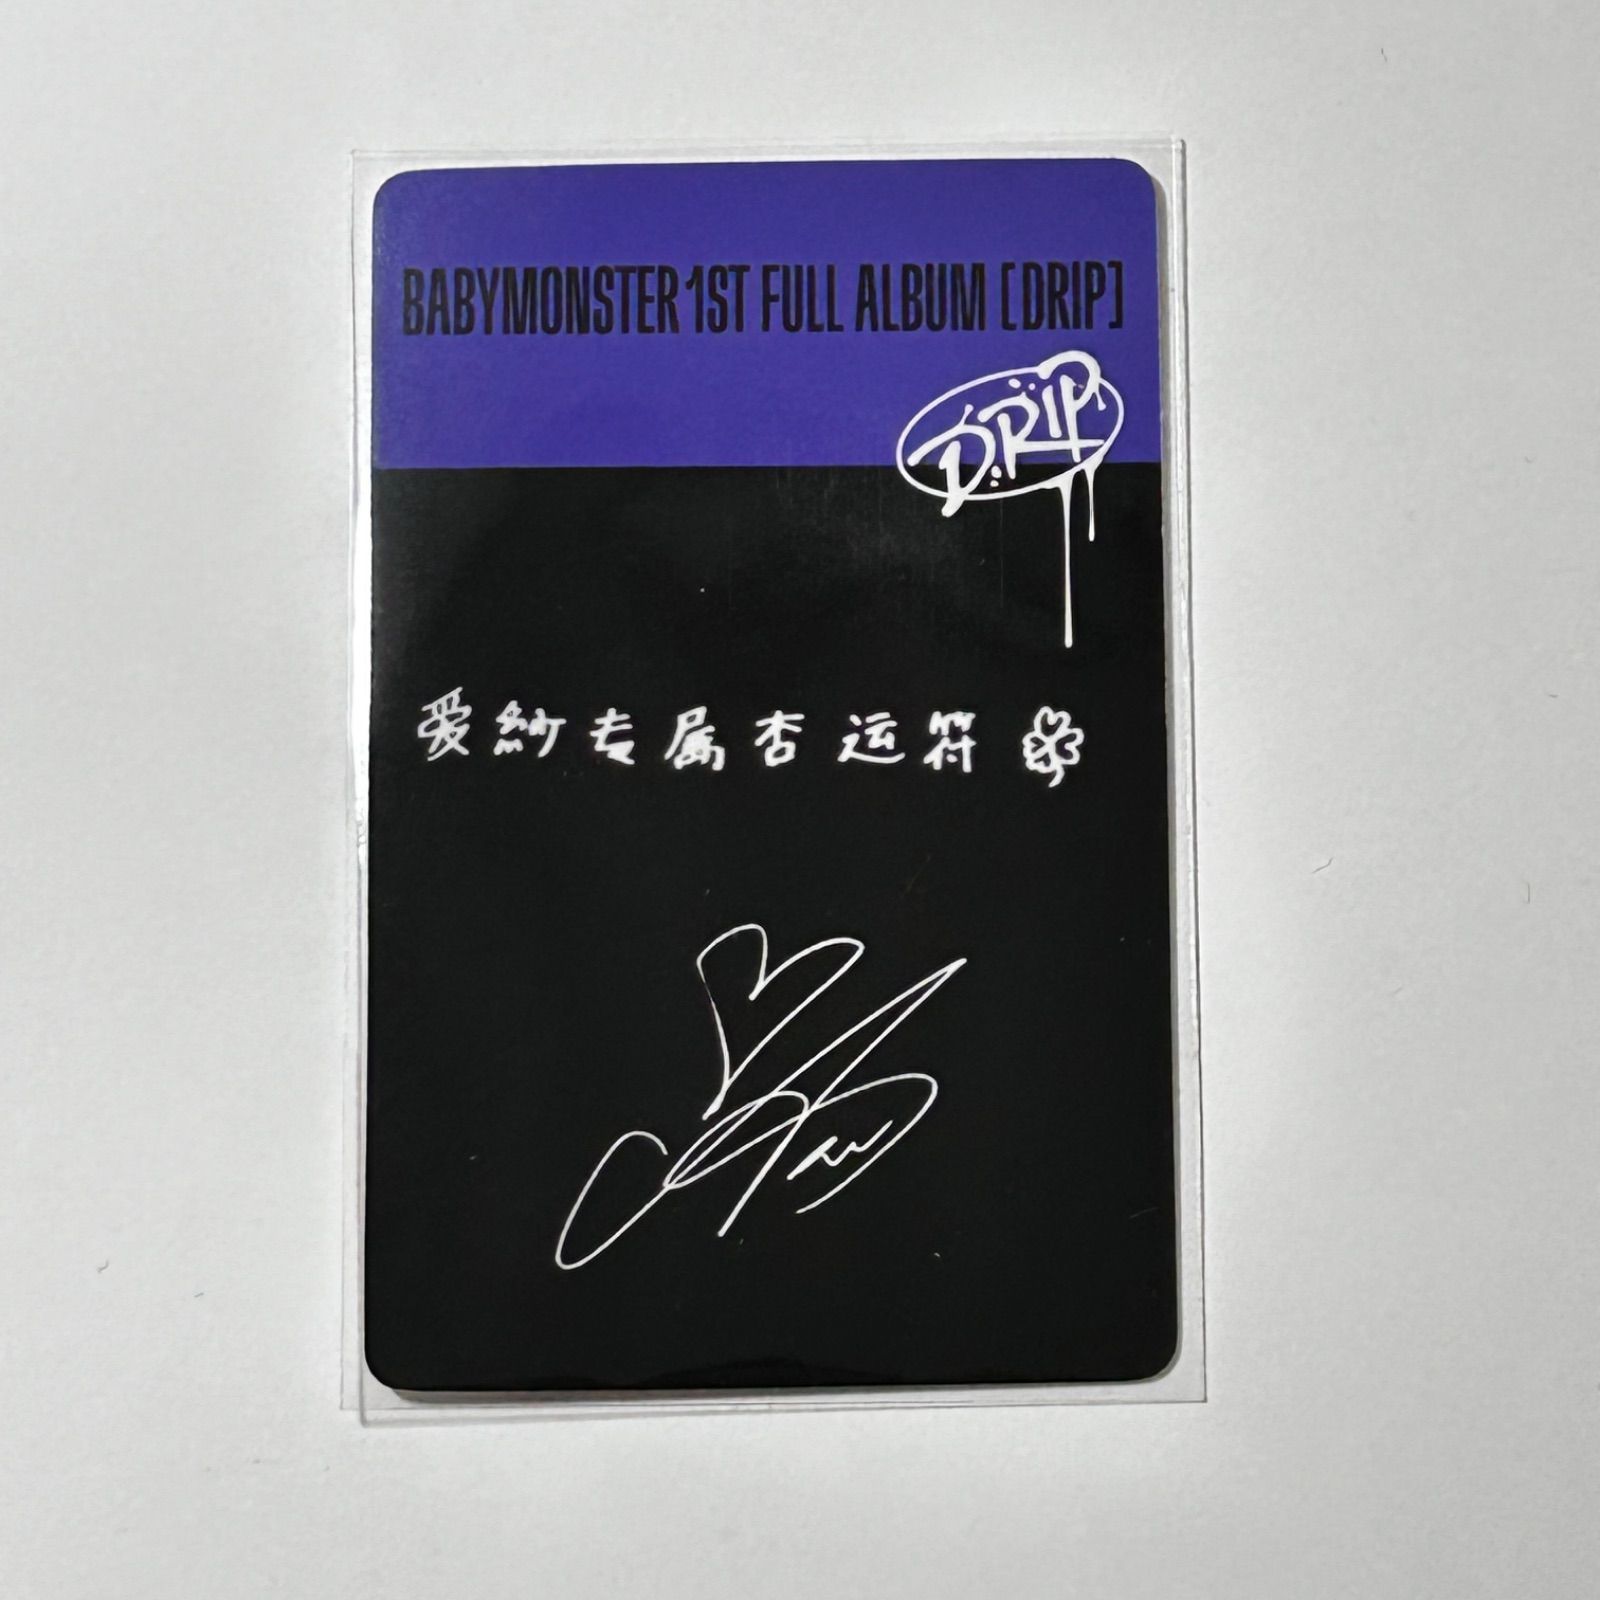 BABYMONSTER 1ST FULL ALBUM [DRIP]
DRIP
爱紗专属杏运符